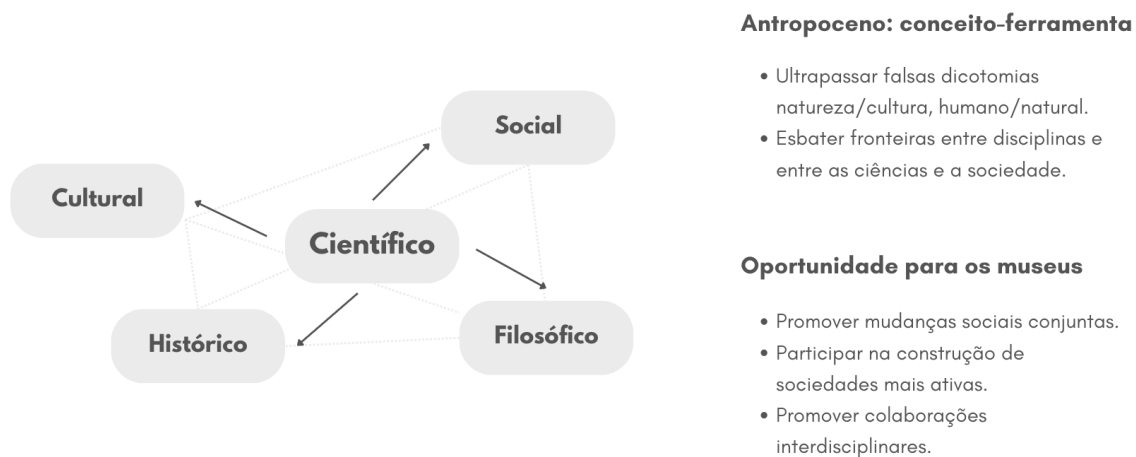 Social
Cultural
Científico
Histórico
Filosófico
Antropoceno: conceito-ferramenta
• Ultrapassar falsas dicotomias
natureza/cultura, humano/natural.
• Esbater fronteiras entre disciplinas e
entre as ciências e a sociedade.
Oportunidade para os museus
• Promover mudanças sociais conjuntas.
• Participar na construção de
sociedades mais ativas.
• Promover colaborações
interdisciplinares.